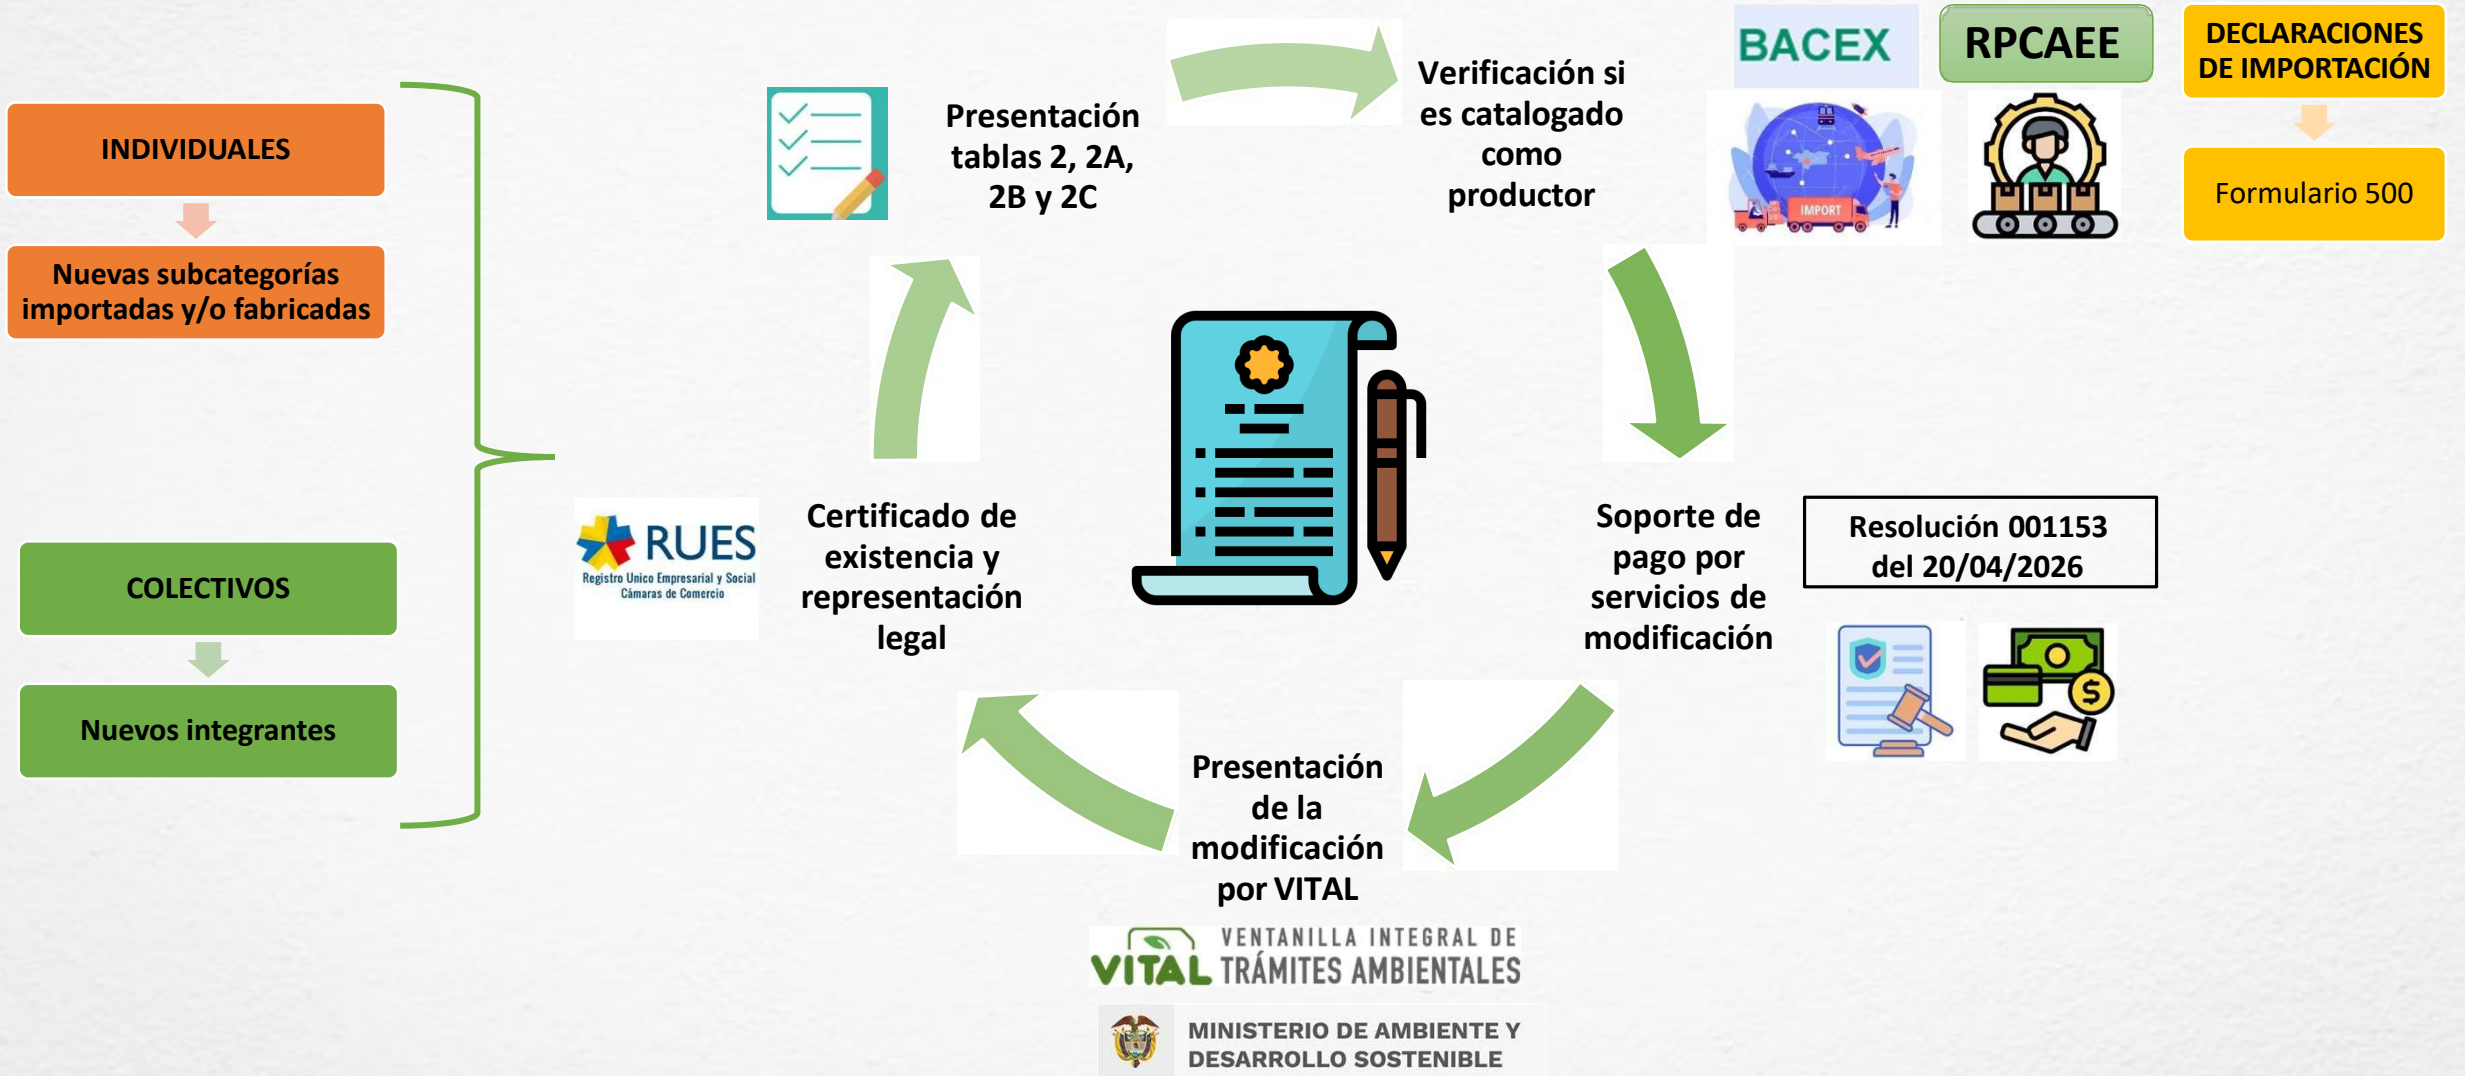 INDIVIDUALES
Nuevas subcategorías
importadas y/o fabricadas
COLECTIVOS
Nuevos integrantes
RUES
Registro Unico Empresarial y Social
Cámaras de Comercio
Certificado de
existencia y
representación
legal
Presentación
tablas 2, 2A,
2B y 2C
Verificación si
es catalogado
como
productor
BACEX
IMPORT
RPCAEE
DECLARACIONES
DE IMPORTACIÓN
Formulario 500
Soporte de
pago por
servicios de
modificación
Resolución 001153
del 20/04/2026
$
Presentación
de la
modificación
por VITAL
VITAL
VENTANILLA INTEGRAL DE
TRÁMITES AMBIENTALES
MINISTERIO DE AMBIENTE Y
DESARROLLO SOSTENIBLE